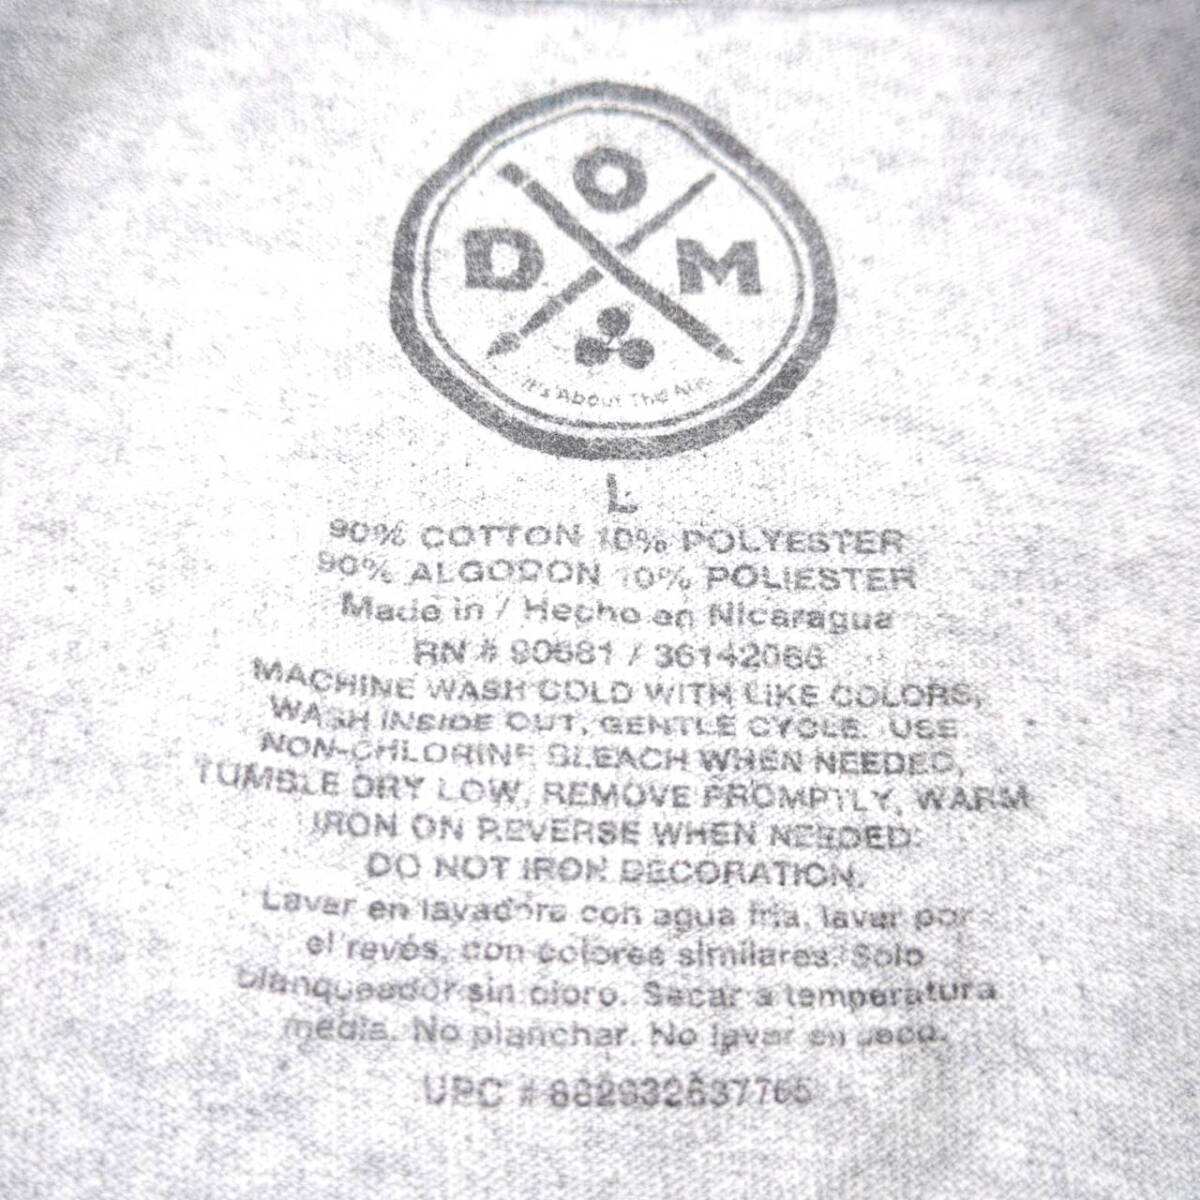 O
D M
It's About The Art
L
90% COTTON 10% POLYESTER
90% ALGODON 10% POLIESTER
Made in / Hecho en Nicaragua
RN # 90681 / 36142066
MACHINE WASH COLD WITH LIKE COLORS,
WASH INSIDE OUT, GENTLE CYCLE. USE
NON-CHLORINE BLEACH WHEN NEEDED,
TUMBLE DRY LOW, REMOVE PROMPTLY, WARM
IRON ON REVERSE WHEN NEEDED.
DO NOT IRON DECORATION.
Lavar en lavadora con agua fria, lavar por
el revés, con colores similares. Solo
blanqueador sin cloro. Secar a temperatura
media. No planchar. No lavar en seco.
UPC #